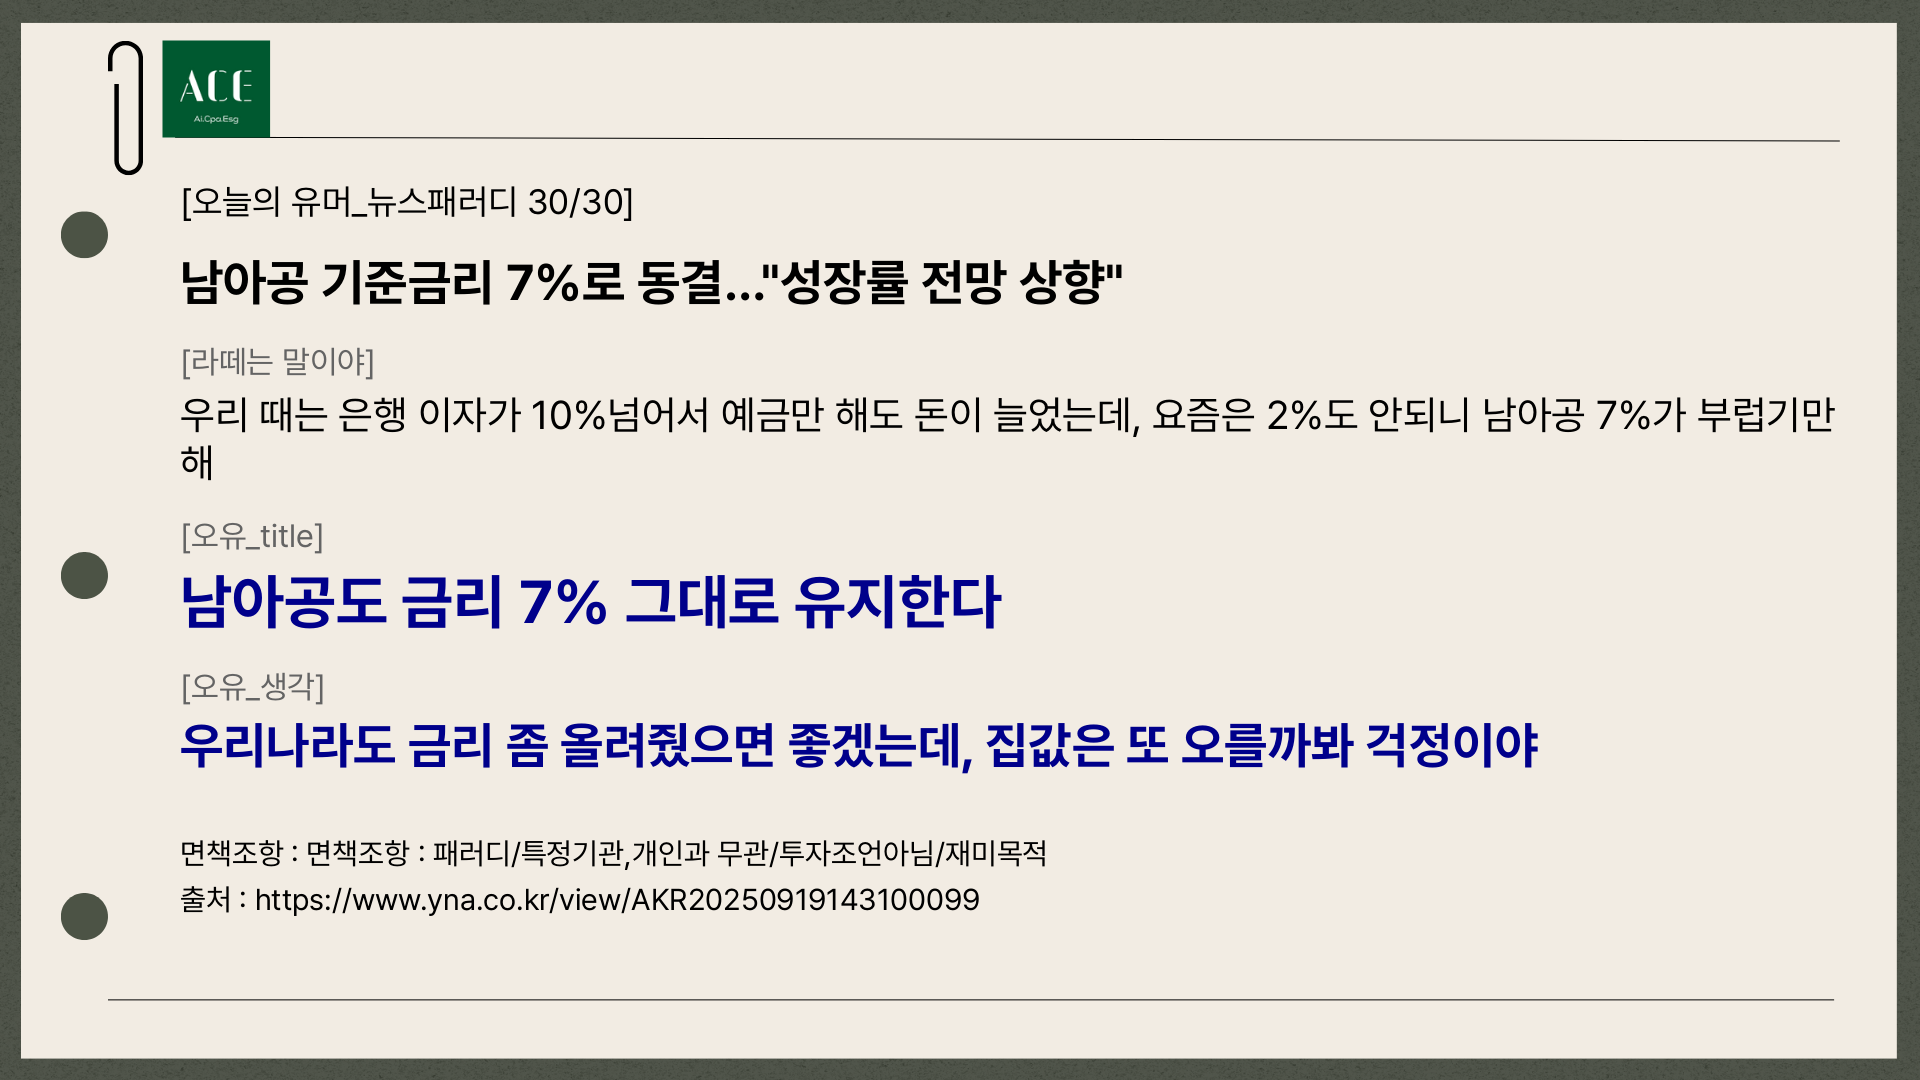 ACE
Ai.Cpa.Esg
[오늘의 유머_뉴스패러디 30/30]
남아공 기준금리 7%로 동결..."성장률 전망 상향"
[라떼는 말이야]
우리 때는 은행 이자가 10%넘어서 예금만 해도 돈이 늘었는데, 요즘은 2%도 안되니 남아공 7%가 부럽기만
해
[오유_title]
남아공도 금리 7% 그대로 유지한다
[오유_생각]
우리나라도 금리 좀 올려줬으면 좋겠는데, 집값은 또 오를까봐 걱정이야
면책조항 : 면책조항 : 패러디/특정기관,개인과 무관/투자조언아님/재미목적
출처 : https://www.yna.co.kr/view/AKR20250919143100099